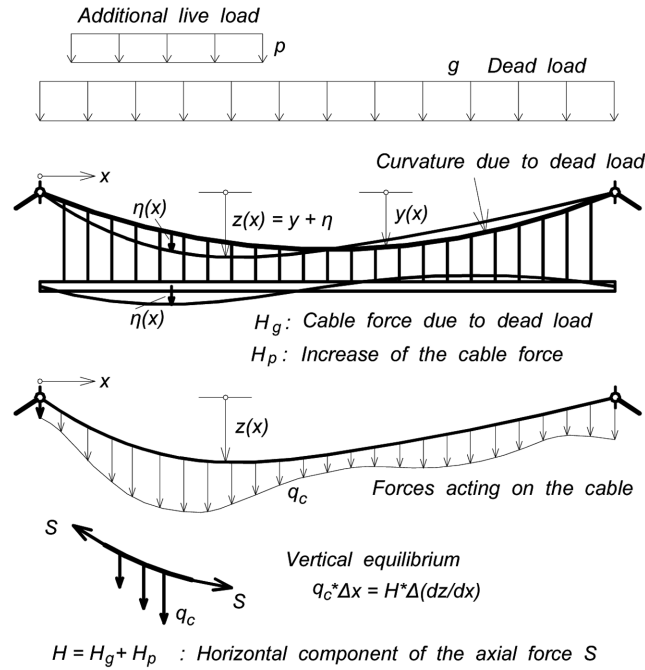 Additional live load
p
g Dead load
x
Curvature due to dead load
η(x)
z(x) = y + η
y(x)
η(x)
Hg : Cable force due to dead load
Hp : Increase of the cable force
x
z(x)
qc
Forces acting on the cable
S
Vertical equilibrium
qc*Δx = H*Δ(dz/dx)
S
qc
H = Hg + Hp : Horizontal component of the axial force S